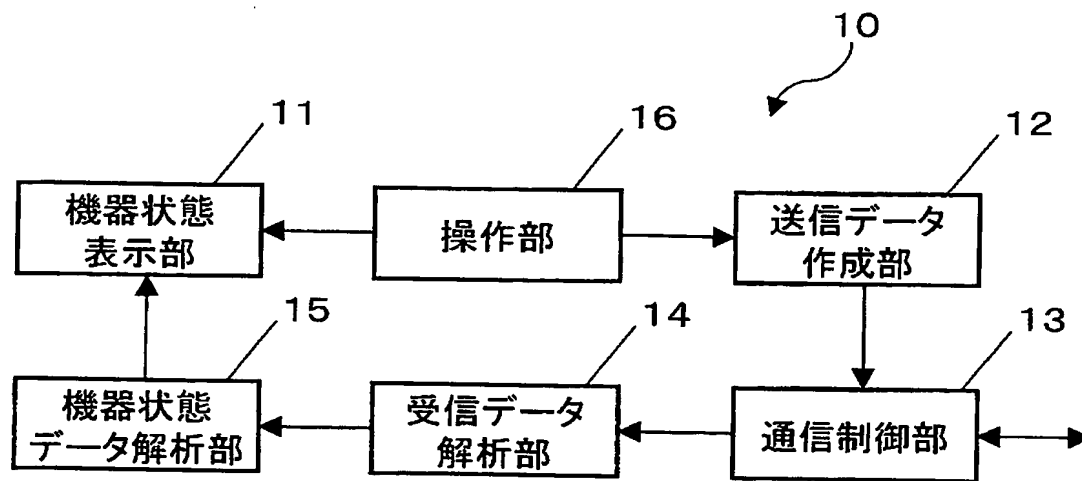 10
11
16
12
機器状態
表示部
操作部
送信データ
作成部
15
14
13
機器状態
データ解析部
受信データ
解析部
通信制御部